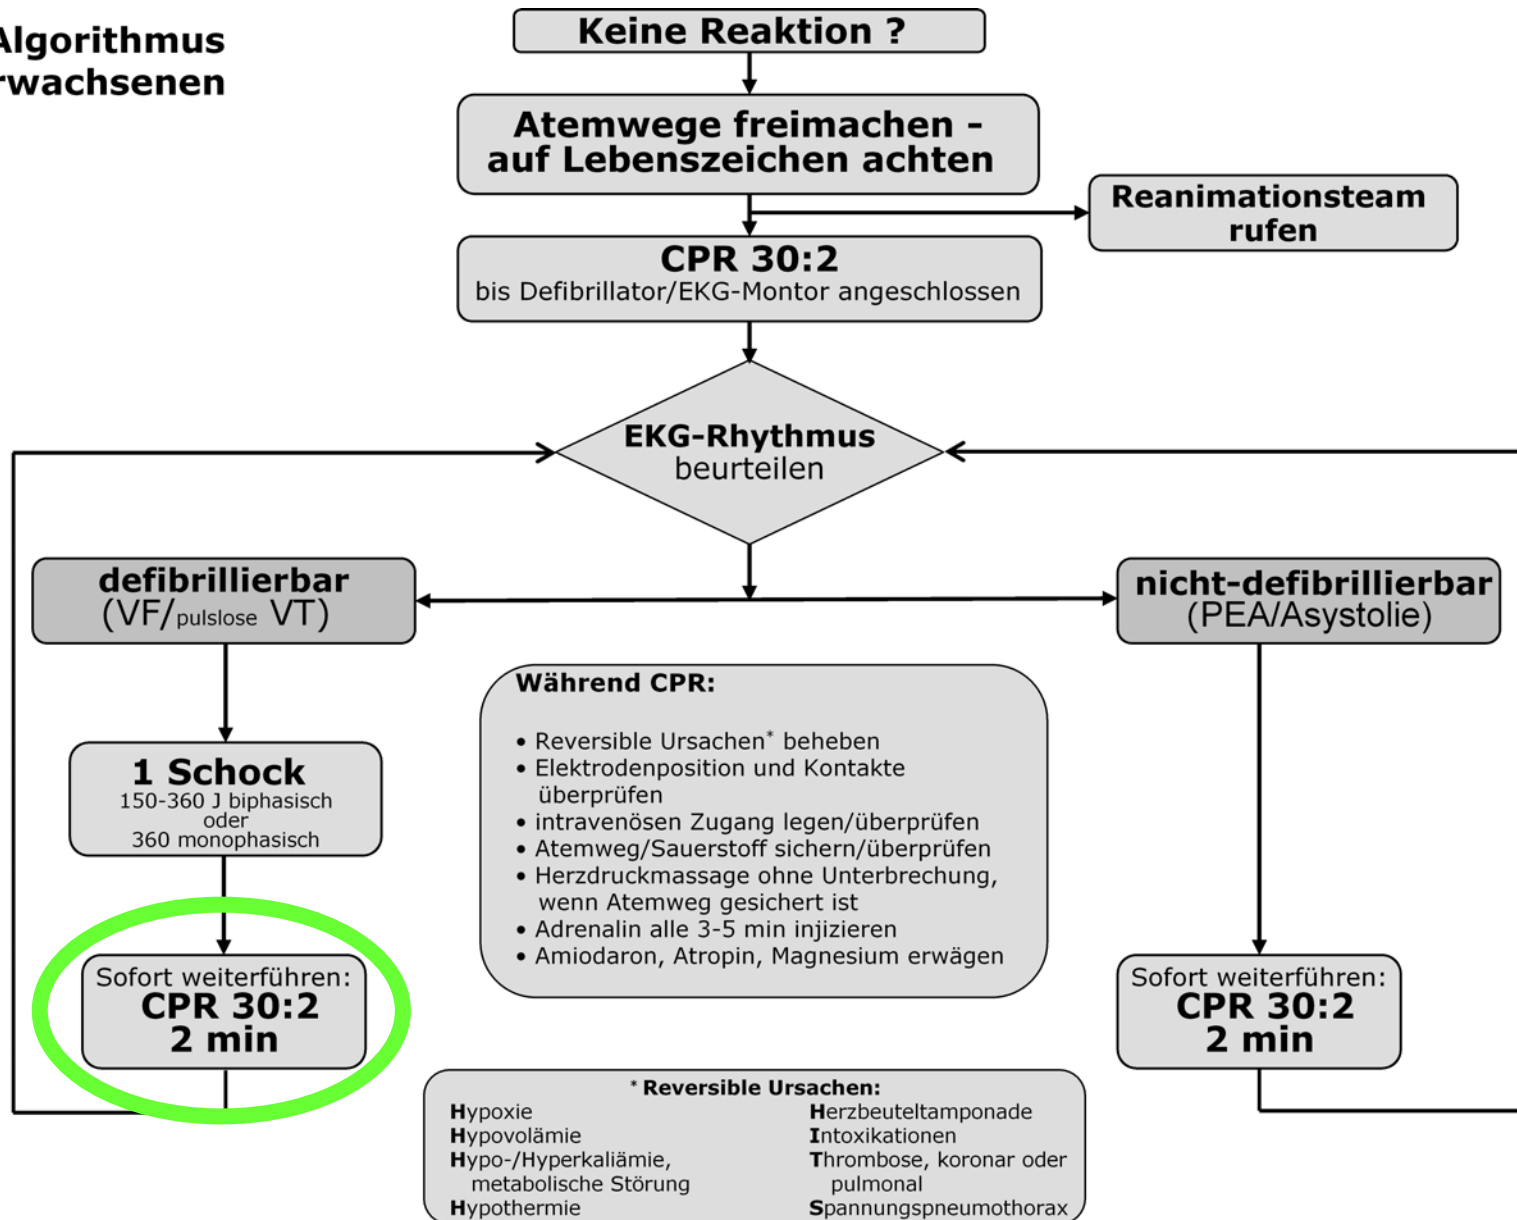 Algorithmus
rwachsenen
Keine Reaktion ?
Atemwege freimachen -
auf Lebenszeichen achten
Reanimationsteam
rufen
CPR 30:2
bis Defibrillator/EKG-Montor angeschlossen
EKG-Rhythmus
beurteilen
defibrillierbar
(VF/pulslose VT)
nicht-defibrillierbar
(PEA/Asystolie)
1 Schock
150-360 J biphasisch
oder
360 monophasisch
Während CPR:
• Reversible Ursachen* beheben
• Elektrodenposition und Kontakte
überprüfen
• intravenösen Zugang legen/überprüfen
• Atemweg/Sauerstoff sichern/überprüfen
• Herzdruckmassage ohne Unterbrechung,
wenn Atemweg gesichert ist
• Adrenalin alle 3-5 min injizieren
• Amiodaron, Atropin, Magnesium erwägen
Sofort weiterführen:
CPR 30:2
2 min
Sofort weiterführen:
CPR 30:2
2 min
* Reversible Ursachen:
Hypoxie
Hypovolämie
Hypo-/Hyperkaliämie,
metabolische Störung
Hypothermie
Herzbeuteltamponade
Intoxikationen
Thrombose, koronar oder
pulmonal
Spannungspneumothorax